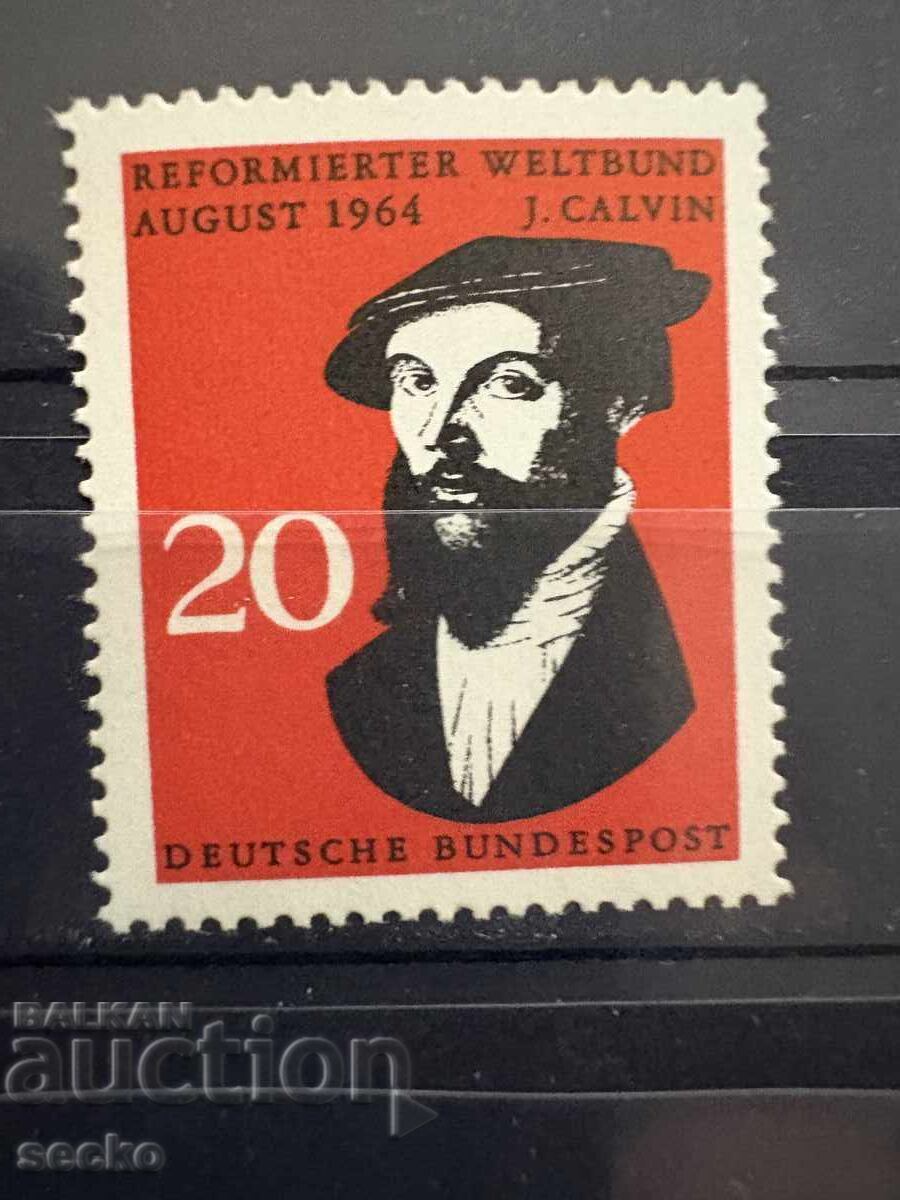 REFORMIERTER WELTBUND
AUGUST 1964 J. CALVIN
20
DEUTSCHE BUNDESPOST
BALKAN
auction
secko